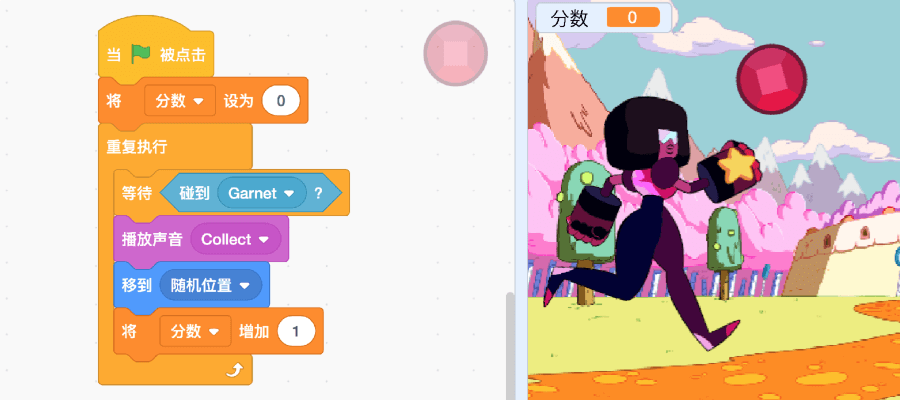 当 被点击
将 分数 设为 0
重复执行
等待 碰到 Garnet ?
播放声音 Collect
移到 随机位置
将 分数 增加 1
分数 0